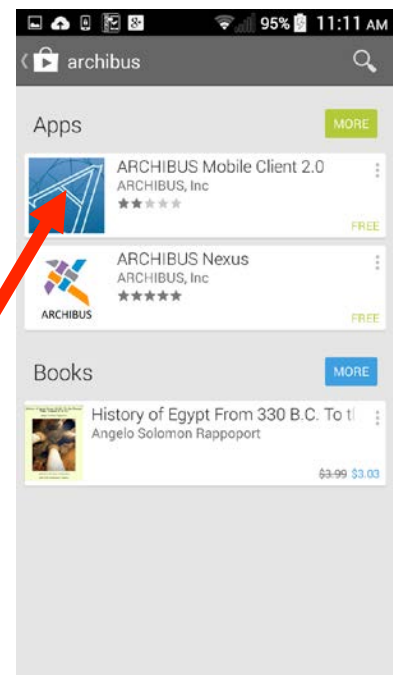 95% 11:11 AM
archibus
Apps MORE
ARCHIBUS Mobile Client 2.0
ARCHIBUS, Inc
FREE
ARCHIBUS Nexus
ARCHIBUS, Inc
ARCHIBUS
FREE
Books MORE
History of Egypt From 330 B.C. To t
Angelo Solomon Rappoport
$3.99 $3.03